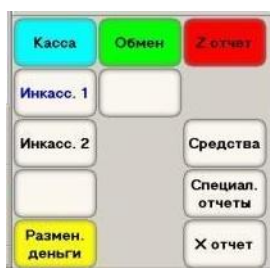 Касса Обмен Z отчет
Инкасс. 1
Инкасс. 2 Средства
Специал.
отчеты
Размен.
деньги
X отчет